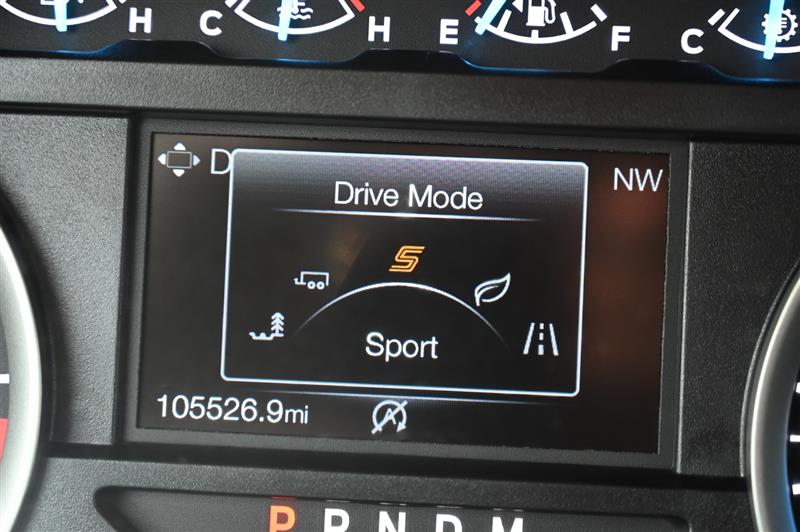 H C H E F C
D NW
Drive Mode
S
Sport
105526.9mi
P R N D M